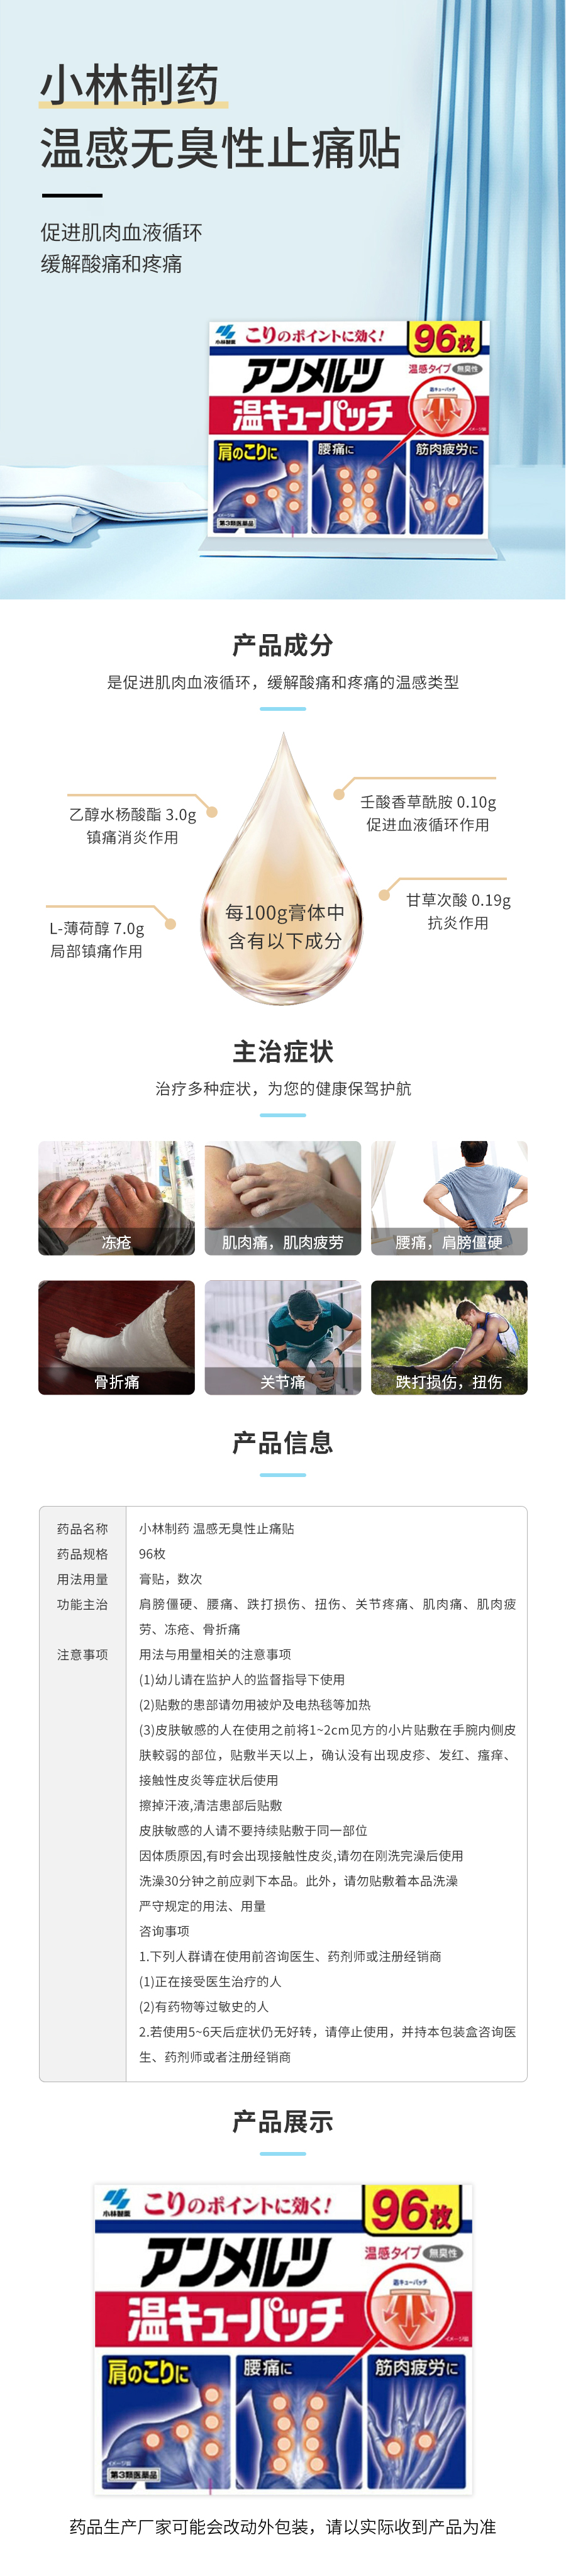 小林制药
温感无臭性止痛贴
促进肌肉血液循环
缓解酸痛和疼痛
小林製薬
こりのポイントに効く!
96枚
アンメルツ
温感タイプ 無臭性
温キューパッチ
温キューパッチ
イメージ図
肩のこりに
腰痛に
筋肉疲労に
第3類医薬品
产品成分
是促进肌肉血液循环，缓解酸痛和疼痛的温感类型
乙醇水杨酸酯 3.0g
镇痛消炎作用
壬酸香草酰胺 0.10g
促进血液循环作用
L-薄荷醇 7.0g
局部镇痛作用
甘草次酸 0.19g
抗炎作用
每100g膏体中
含有以下成分
主治症状
治疗多种症状，为您的健康保驾护航
冻疮
肌肉痛，肌肉疲劳
腰痛，肩膀僵硬
骨折痛
关节痛
跌打损伤，扭伤
产品信息
药品名称 小林制药 温感无臭性止痛贴
药品规格 96枚
用法用量 膏贴，数次
功能主治 肩膀僵硬、腰痛、跌打损伤、扭伤、关节疼痛、肌肉痛、肌肉疲
劳、冻疮、骨折痛
注意事项 用法与用量相关的注意事项
(1)幼儿请在监护人的监督指导下使用
(2)贴敷的患部请勿用被炉及电热毯等加热
(3)皮肤敏感的人在使用之前将1~2cm见方的小片贴敷在手腕内侧皮
肤较弱的部位，贴敷半天以上，确认没有出现皮疹、发红、瘙痒、
接触性皮炎等症状后使用
擦掉汗液,清洁患部后贴敷
皮肤敏感的人请不要持续贴敷于同一部位
因体质原因,有时会出现接触性皮炎,请勿在刚洗完澡后使用
洗澡30分钟之前应剥下本品。此外，请勿贴敷着本品洗澡
严守规定的用法、用量
咨询事项
1.下列人群请在使用前咨询医生、药剂师或注册经销商
(1)正在接受医生治疗的人
(2)有药物等过敏史的人
2.若使用5~6天后症状仍无好转，请停止使用，并持本包装盒咨询医
生、药剂师或者注册经销商
产品展示
小林製薬
こりのポイントに効く!
96枚
アンメルツ
温感タイプ 無臭性
温キューパッチ
温キューパッチ
イメージ図
肩のこりに
腰痛に
筋肉疲労に
イメージ図
第3類医薬品
药品生产厂家可能会改动外包装，请以实际收到产品为准